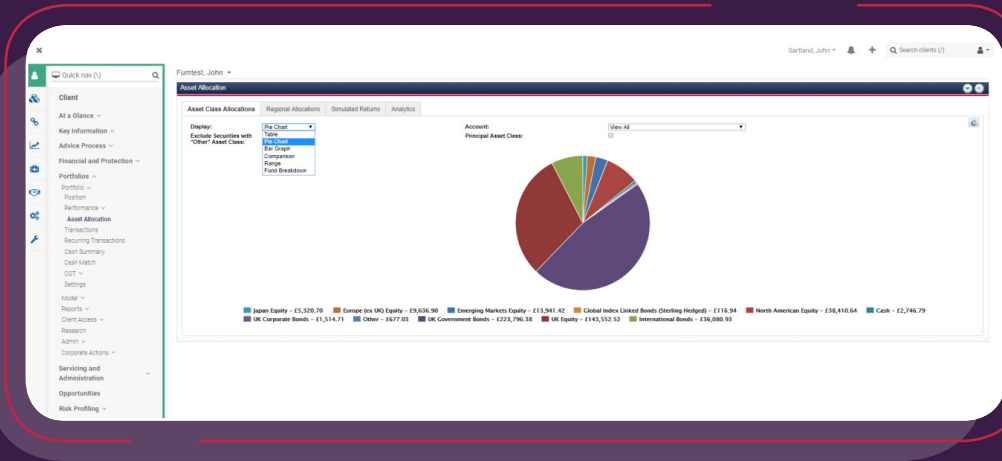 Gartland, John
Search clients (/)
Quick nav (\)
Client
At a Glance
Key Information
Advice Process
Financial and Protection
Portfolios
Portfolio
Position
Performance
Asset Allocation
Transactions
Recurring Transactions
Cash Summary
Cash Match
CGT
Settings
Model
Reports
Client Access
Research
Admin
Corporate Actions
Servicing and
Administration
Opportunities
Risk Profiling
Furntest, John
Asset Allocation
Asset Class Allocations Regional Allocations Simulated Returns Analytics
Display: Pie Chart Account: View All
Exclude Securities with Principal Asset Class:
"Other" Asset Class:
Table
Pie Chart
Bar Graph
Comparison
Range
Fund Breakdown
Japan Equity - £5,320.70 Europe (ex UK) Equity - £9,636.90 Emerging Markets Equity - £13,941.42 Global Index Linked Bonds (Sterling Hedged) - £116.94 North American Equity - £38,410.64 Cash - £2,746.79
UK Corporate Bonds - £1,514.71 Other - £677.03 UK Government Bonds - £223,796.38 UK Equity - £143,552.52 International Bonds - £36,080.93